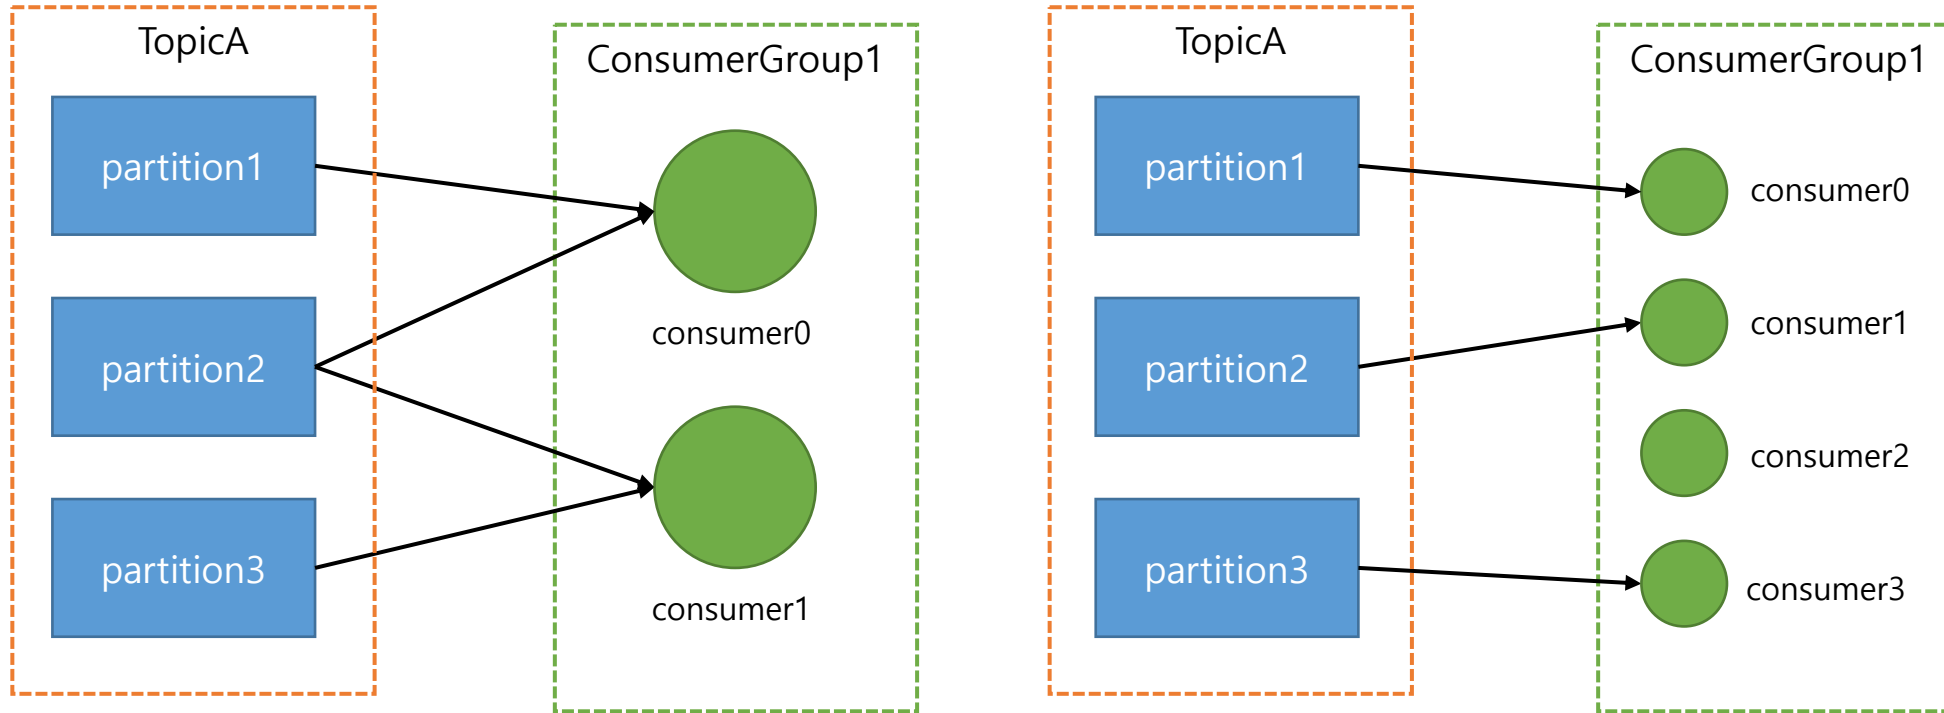 TopicA
ConsumerGroup1
partition1
partition2
partition3
consumer0
consumer1
TopicA
ConsumerGroup1
partition1
partition2
partition3
consumer0
consumer1
consumer2
consumer3